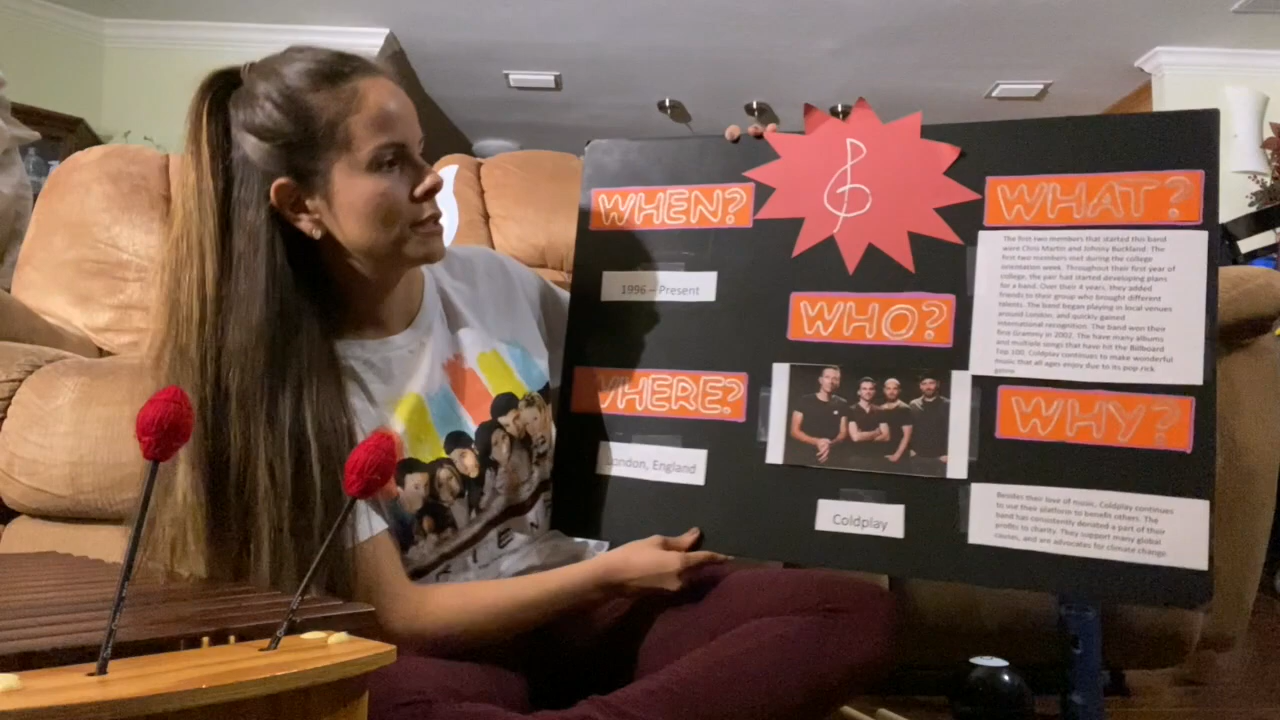 WHEN?
1996 – Present
WHERE?
London, England
WHO?
Coldplay
WHAT?
The first two members that started this band
were Chris Martin and Johnny Buckland. The
first two members met during the college
orientation week. Throughout their first year of
college, the pair had started developing plans
for a band. Over their 4 years, they added
friends to their group who brought different
talents. The band began playing in local venues
around London, and quickly gained
international recognition. The band won their
first Grammy in 2002. The have many albums
and multiple songs that have hit the Billboard
Top 100. Coldplay continues to make wonderful
music that all ages enjoy due to its pop rick
genre.
WHY?
Besides their love of music, Coldplay continues
to use their platform to benefit others. The
band has consistently donated a part of their
profits to charity. They support many global
causes, and are advocates for climate change.